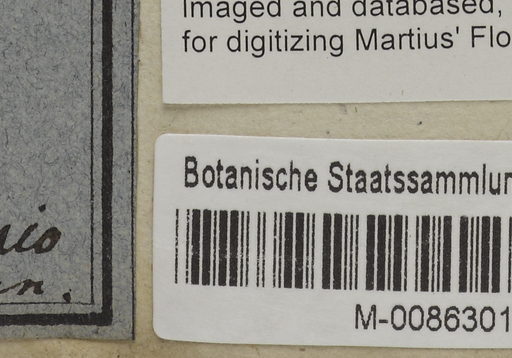 Imaged and databased,
for digitizing Martius' Flo
Botanische Staatssammlun
M-0086301